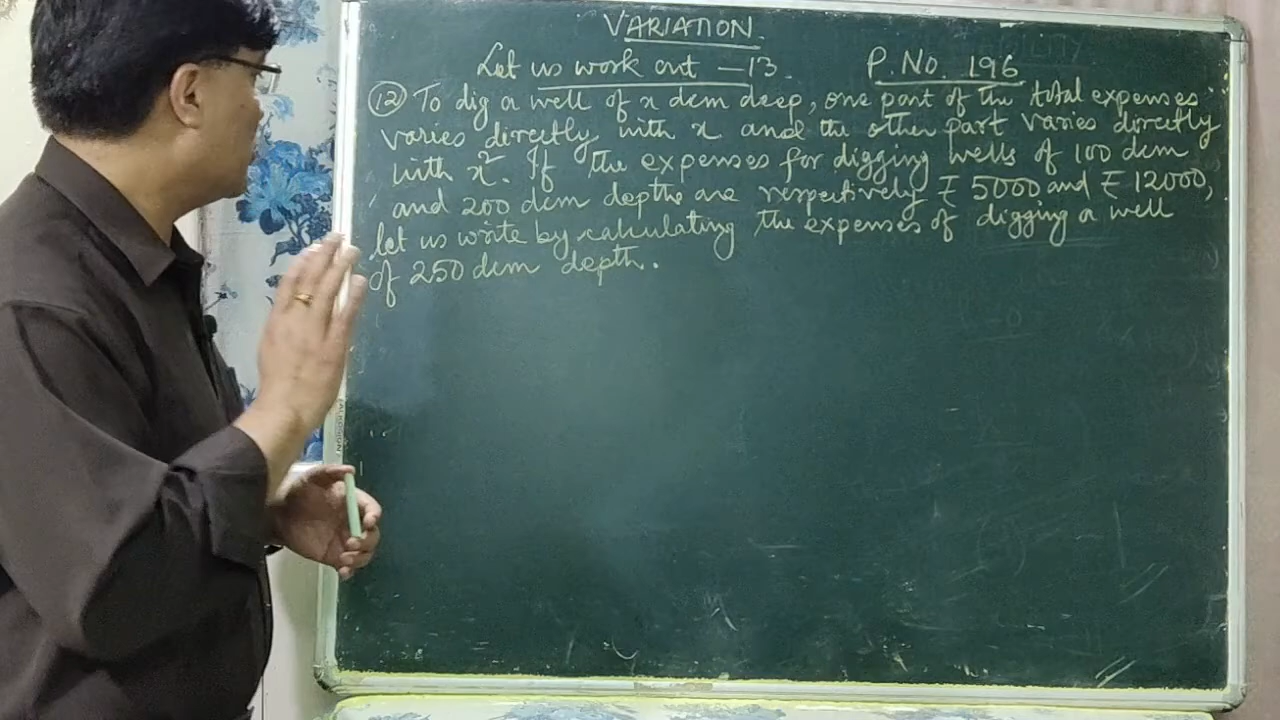 VARIATION.
Let us work out – 13. P. No. 196
(12) To dig a well of x dcm deep, one part of the total expenses
varies directly with x and the other part varies directly
with x². If the expenses for digging wells of 100 dcm
and 200 dcm depths are respectively ₹ 5000 and ₹ 12000,
let us write by calculating the expenses of digging a well
of 250 dcm depth.